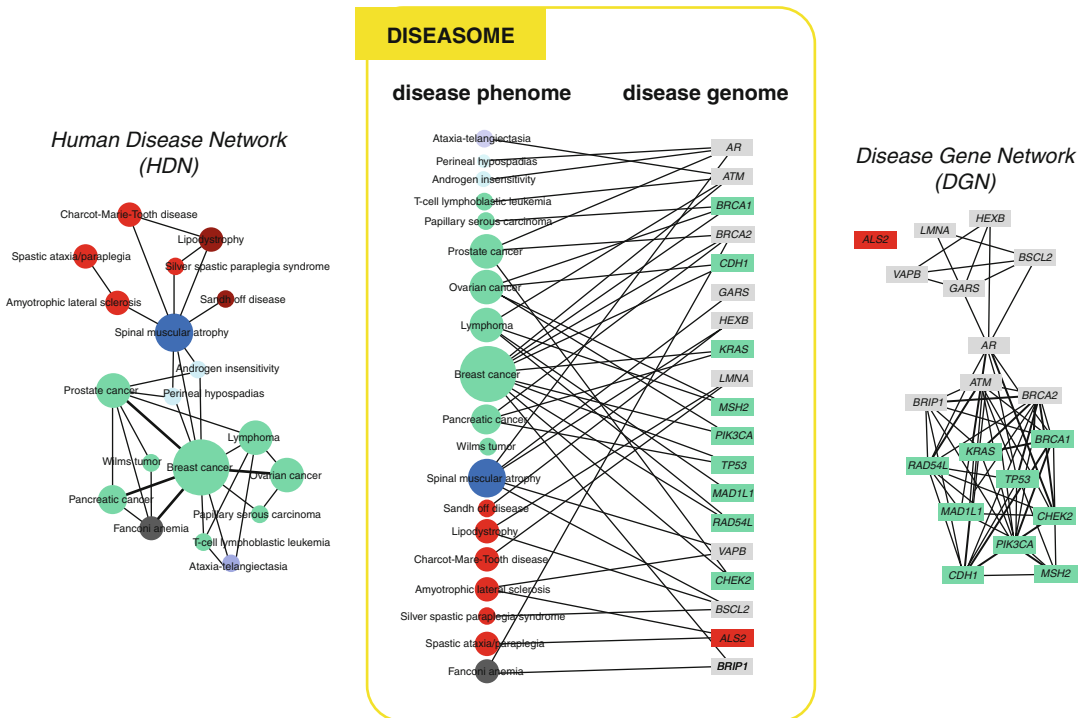 DISEASOME
disease phenome
disease genome
Human Disease Network
(HDN)
Charcot-Marie-Tooth disease
Lipodystrophy
Spastic ataxia/paraplegia
Silver spastic paraplegia syndrome
Amyotrophic lateral sclerosis
Sandh off disease
Spinal muscular atrophy
Androgen insensitivity
Prostate cancer
Perineal hypospadias
Lymphoma
Wilms tumor
Breast cancer
Ovarian cancer
Pancreatic cancer
Papillary serous carcinoma
Fanconi anemia
T-cell lymphoblastic leukemia
Ataxia-telangiectasia
Ataxia-telangiectasia
Perineal hypospadias
Androgen insensitivity
T-cell lymphoblastic leukemia
Papillary serous carcinoma
Prostate cancer
Ovarian cancer
Lymphoma
Breast cancer
Pancreatic cancer
Wilms tumor
Spinal muscular atrophy
Sandh off disease
Lipodystrophy
Charcot-Mare-Tooth disease
Amyotrophic lateral sclerosis
Silver spastic paraplegia syndrome
Spastic ataxia/paraplegia
Fanconi anemia
AR
ATM
BRCA1
BRCA2
CDH1
GARS
HEXB
KRAS
LMNA
MSH2
PIK3CA
TP53
MAD1L1
RAD54L
VAPB
CHEK2
BSCL2
ALS2
BRIP1
Disease Gene Network
(DGN)
HEXB
LMNA
ALS2
BSCL2
VAPB
GARS
AR
ATM
BRIP1
BRCA2
BRCA1
KRAS
RAD54L
TP53
MAD1L1
CHEK2
PIK3CA
CDH1
MSH2